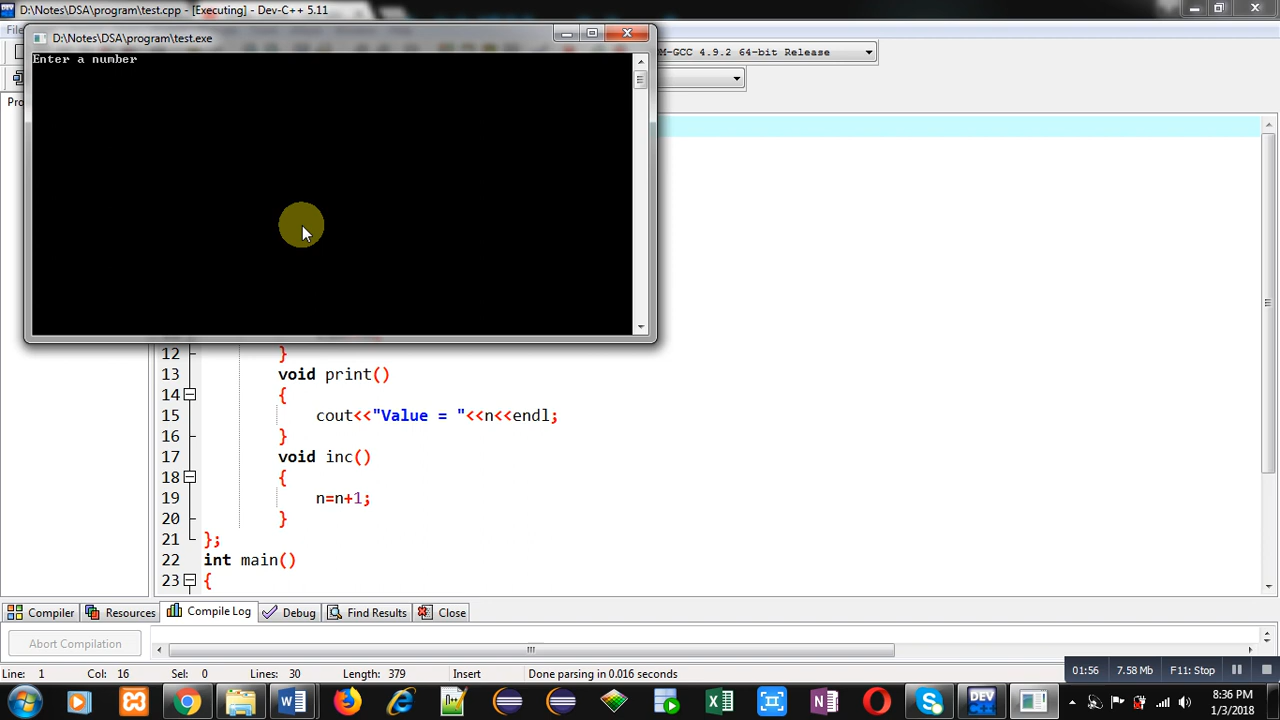 D:\Notes\DSA\program\test.cpp - [Executing] - Dev-C++ 5.11
D:\Notes\DSA\program\test.exe
Enter a number
M-GCC 4.9.2 64-bit Release
12 }
13 void print()
14 {
15 cout<<"Value = "<<n<<endl;
16 }
17 void inc()
18 {
19 n=n+1;
20 }
21 };
22 int main()
23 {
Compiler Resources Compile Log Debug Find Results Close
Abort Compilation
Line: 1 Col: 16 Sel: 0 Lines: 30 Length: 379 Insert Done parsing in 0.016 seconds
01:56 7.58 Mb F11: Stop
8:36 PM
1/3/2018